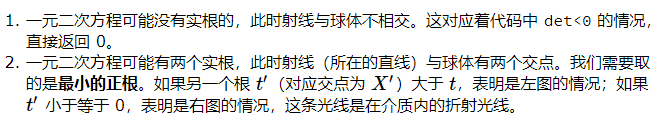 1. 一元二次方程可能没有实根的，此时射线与球体不相交。这对应着代码中 det<0 的情况，
直接返回 0。
2. 一元二次方程可能有两个实根，此时射线（所在的直线）与球体有两个交点。我们需要取
的是最小的正根。如果另一个根 t′（对应交点为 X′）大于 t，表明是左图的情况；如果
t′ 小于等于 0，表明是右图的情况，这条光线是在介质内的折射光线。